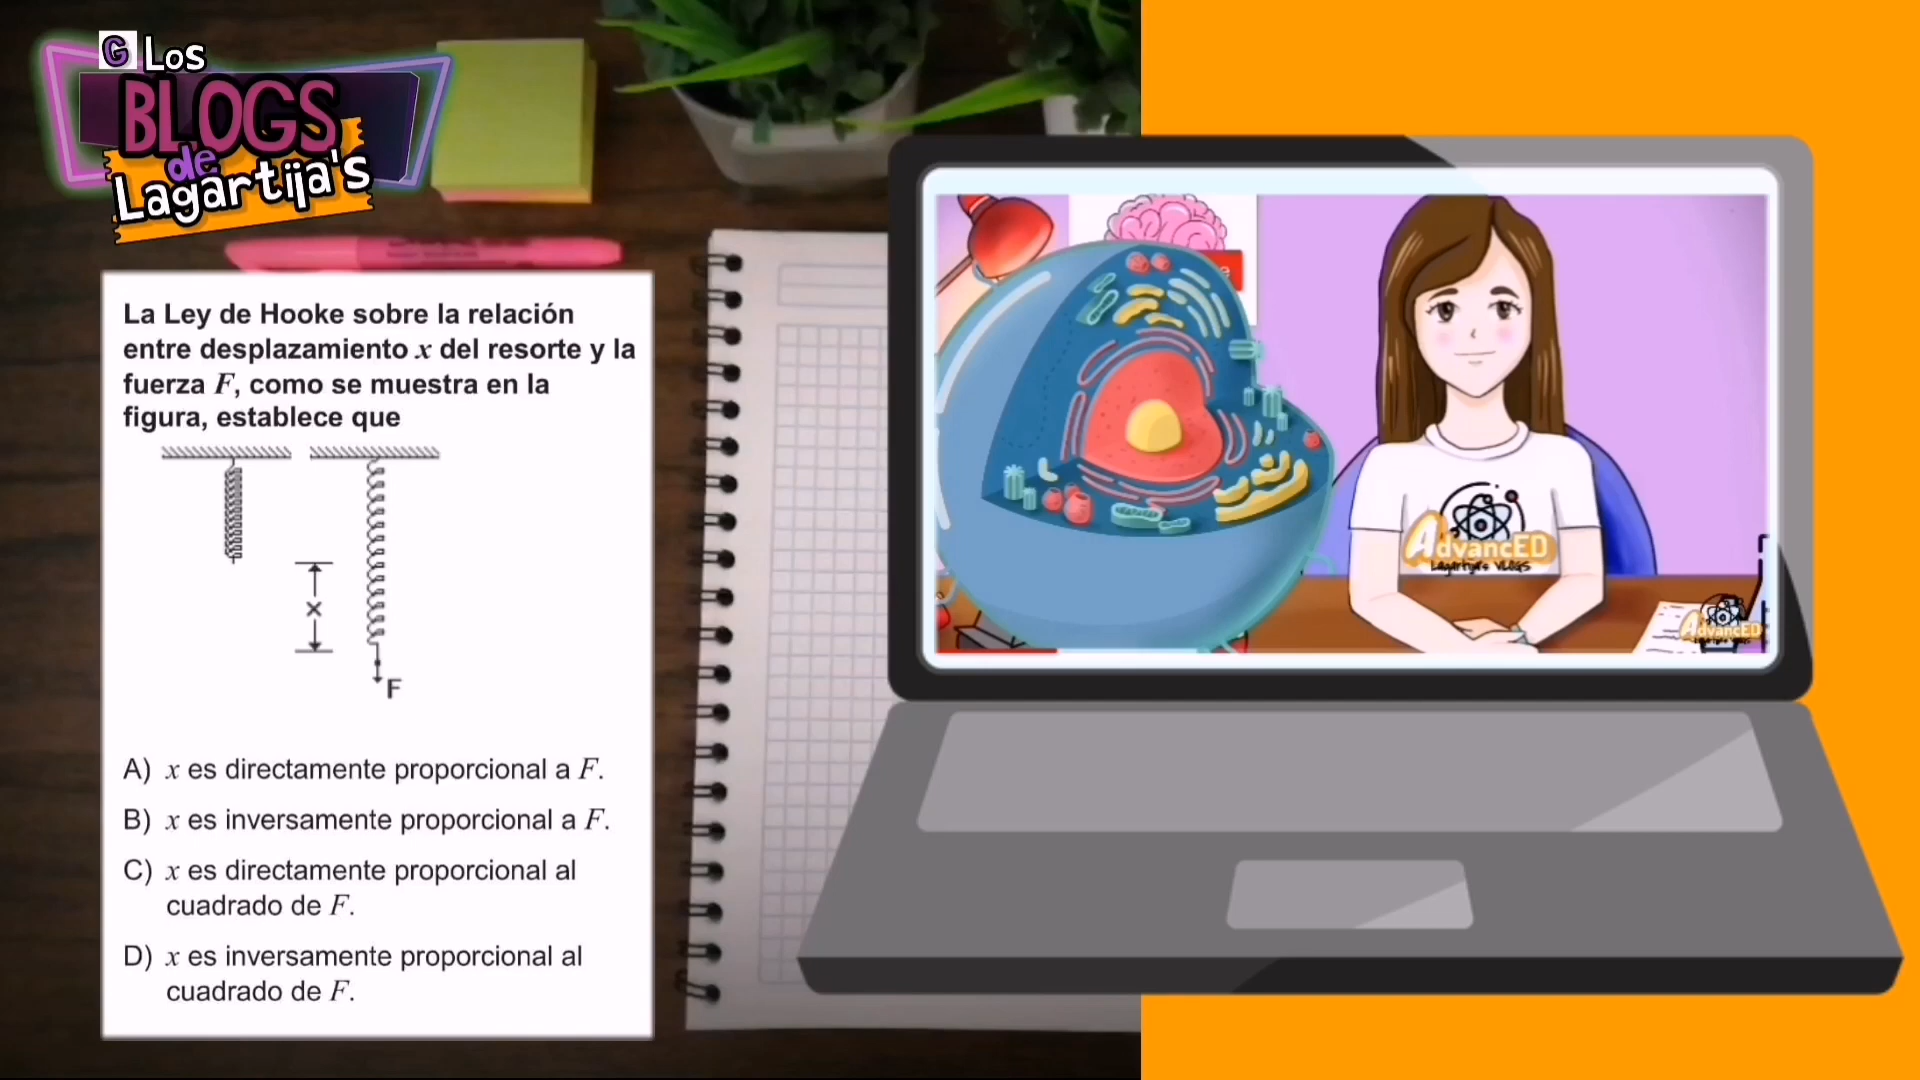 G Los
BLOGS
de
Lagartija's
La Ley de Hooke sobre la relación
entre desplazamiento x del resorte y la
fuerza F, como se muestra en la
figura, establece que
x
F
A) x es directamente proporcional a F.
B) x es inversamente proporcional a F.
C) x es directamente proporcional al
cuadrado de F.
D) x es inversamente proporcional al
cuadrado de F.
e
AdvancED
Lagartija's VLOGS
AdvancED